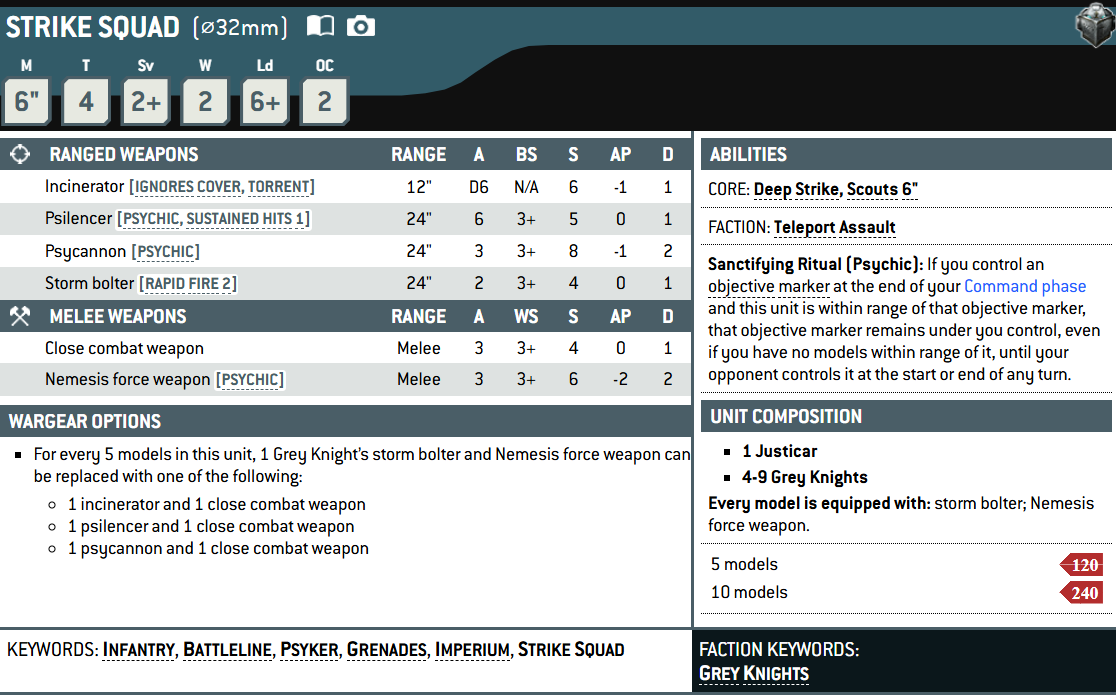 STRIKE SQUAD (⌀32mm)
M T Sv W Ld OC
6" 4 2+ 2 6+ 2
RANGED WEAPONS RANGE A BS S AP D
Incinerator [IGNORES COVER, TORRENT] 12" D6 N/A 6 -1 1
Psilencer [PSYCHIC, SUSTAINED HITS 1] 24" 6 3+ 5 0 1
Psycannon [PSYCHIC] 24" 3 3+ 8 -1 2
Storm bolter [RAPID FIRE 2] 24" 2 3+ 4 0 1
MELEE WEAPONS RANGE A WS S AP D
Close combat weapon Melee 3 3+ 4 0 1
Nemesis force weapon [PSYCHIC] Melee 3 3+ 6 -2 2
WARGEAR OPTIONS
▪ For every 5 models in this unit, 1 Grey Knight's storm bolter and Nemesis force weapon can
be replaced with one of the following:
◦ 1 incinerator and 1 close combat weapon
◦ 1 psilencer and 1 close combat weapon
◦ 1 psycannon and 1 close combat weapon
ABILITIES
CORE: Deep Strike, Scouts 6"
FACTION: Teleport Assault
Sanctifying Ritual (Psychic): If you control an
objective marker at the end of your Command phase
and this unit is within range of that objective marker,
that objective marker remains under you control, even
if you have no models within range of it, until your
opponent controls it at the start or end of any turn.
UNIT COMPOSITION
▪ 1 Justicar
▪ 4-9 Grey Knights
Every model is equipped with: storm bolter; Nemesis
force weapon.
5 models 120
10 models 240
KEYWORDS: INFANTRY, BATTLELINE, PSYKER, GRENADES, IMPERIUM, STRIKE SQUAD
FACTION KEYWORDS:
GREY KNIGHTS